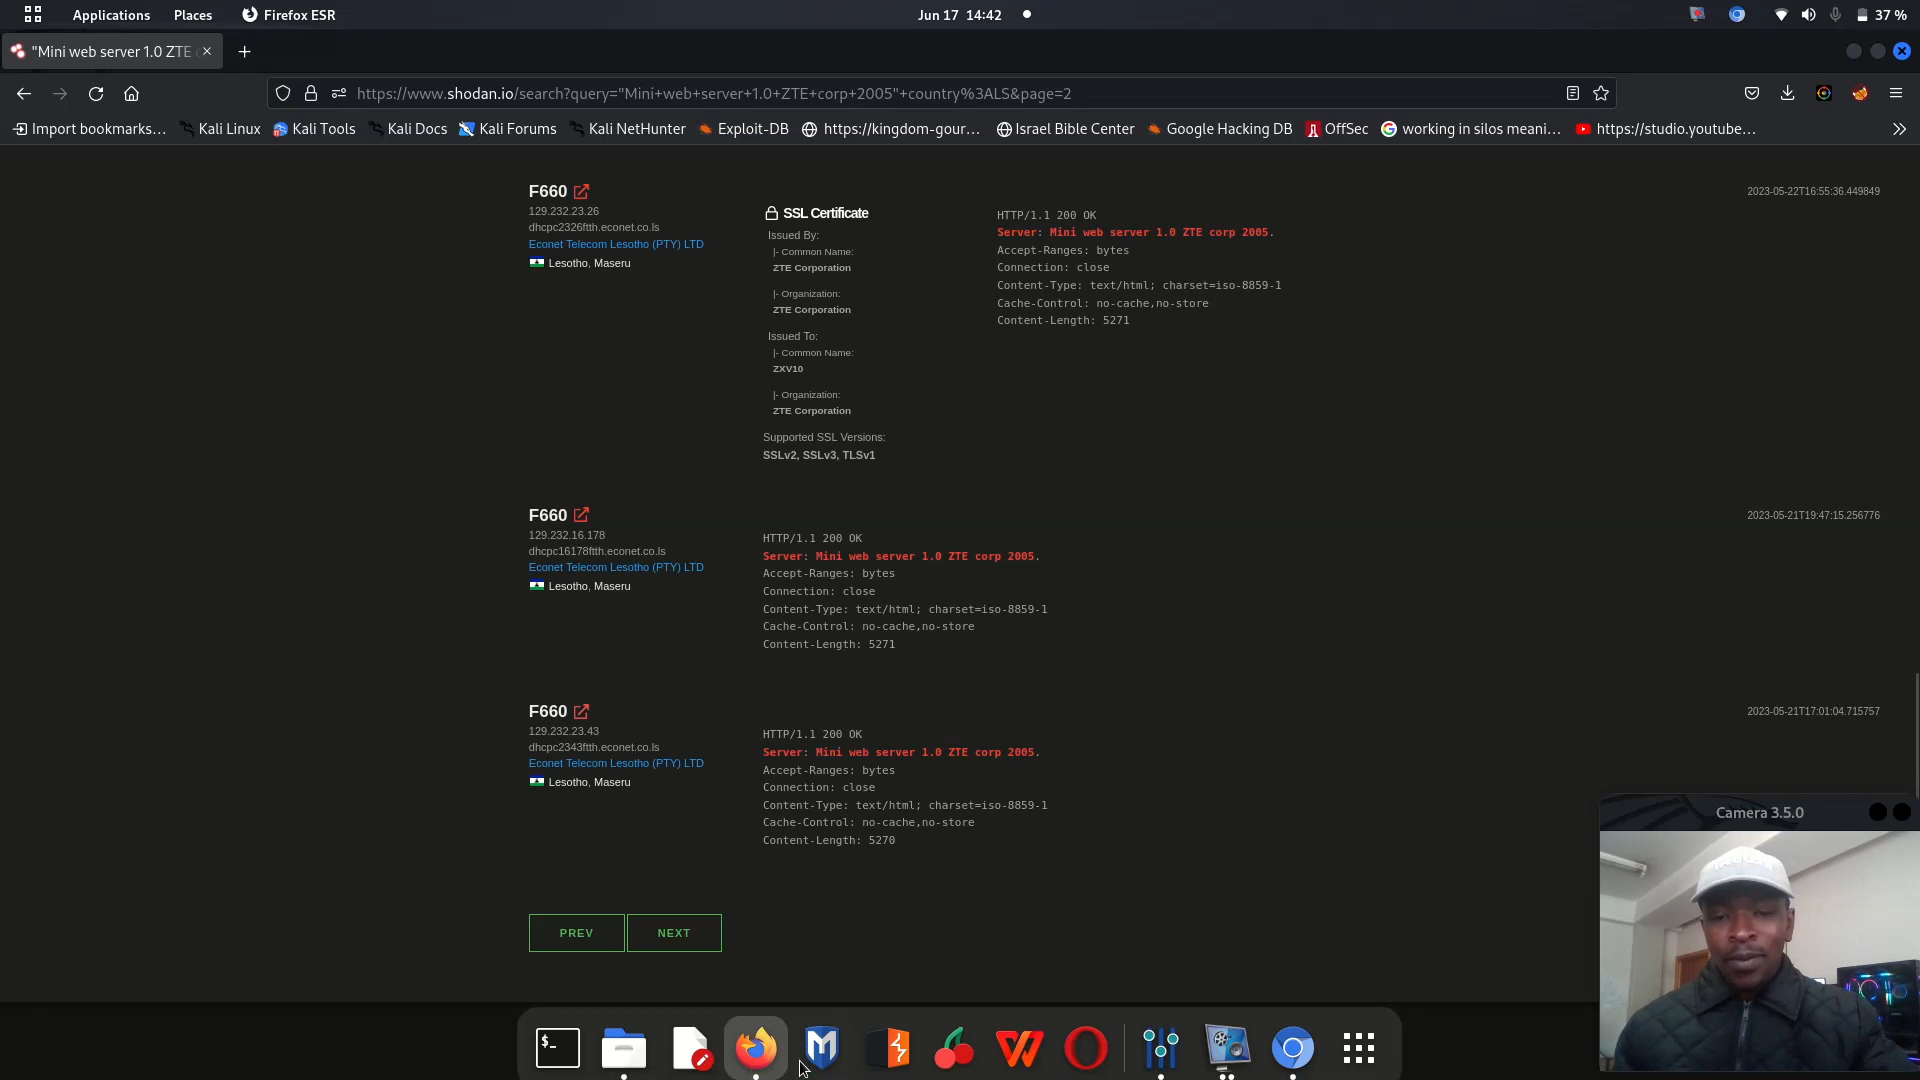 Applications Places Firefox ESR Jun 17 14:42 37 %
"Mini web server 1.0 ZTE
https://www.shodan.io/search?query="Mini+web+server+1.0+ZTE+corp+2005"+country%3ALS&page=2
Import bookmarks... Kali Linux Kali Tools Kali Docs Kali Forums Kali NetHunter Exploit-DB https://kingdom-gour... Israel Bible Center Google Hacking DB OffSec working in silos meani... https://studio.youtube...
F660
129.232.23.26
dhcpc2326ftth.econet.co.ls
Econet Telecom Lesotho (PTY) LTD
Lesotho, Maseru
SSL Certificate
Issued By:
|- Common Name:
ZTE Corporation
|- Organization:
ZTE Corporation
Issued To:
|- Common Name:
ZXV10
|- Organization:
ZTE Corporation
Supported SSL Versions:
SSLv2, SSLv3, TLSv1
HTTP/1.1 200 OK
Server: Mini web server 1.0 ZTE corp 2005.
Accept-Ranges: bytes
Connection: close
Content-Type: text/html; charset=iso-8859-1
Cache-Control: no-cache,no-store
Content-Length: 5271
2023-05-22T16:55:36.449849
F660
129.232.16.178
dhcpc16178ftth.econet.co.ls
Econet Telecom Lesotho (PTY) LTD
Lesotho, Maseru
HTTP/1.1 200 OK
Server: Mini web server 1.0 ZTE corp 2005.
Accept-Ranges: bytes
Connection: close
Content-Type: text/html; charset=iso-8859-1
Cache-Control: no-cache,no-store
Content-Length: 5271
2023-05-21T19:47:15.256776
F660
129.232.23.43
dhcpc2343ftth.econet.co.ls
Econet Telecom Lesotho (PTY) LTD
Lesotho, Maseru
HTTP/1.1 200 OK
Server: Mini web server 1.0 ZTE corp 2005.
Accept-Ranges: bytes
Connection: close
Content-Type: text/html; charset=iso-8859-1
Cache-Control: no-cache,no-store
Content-Length: 5270
2023-05-21T17:01:04.715757
PREV NEXT
Camera 3.5.0
$_